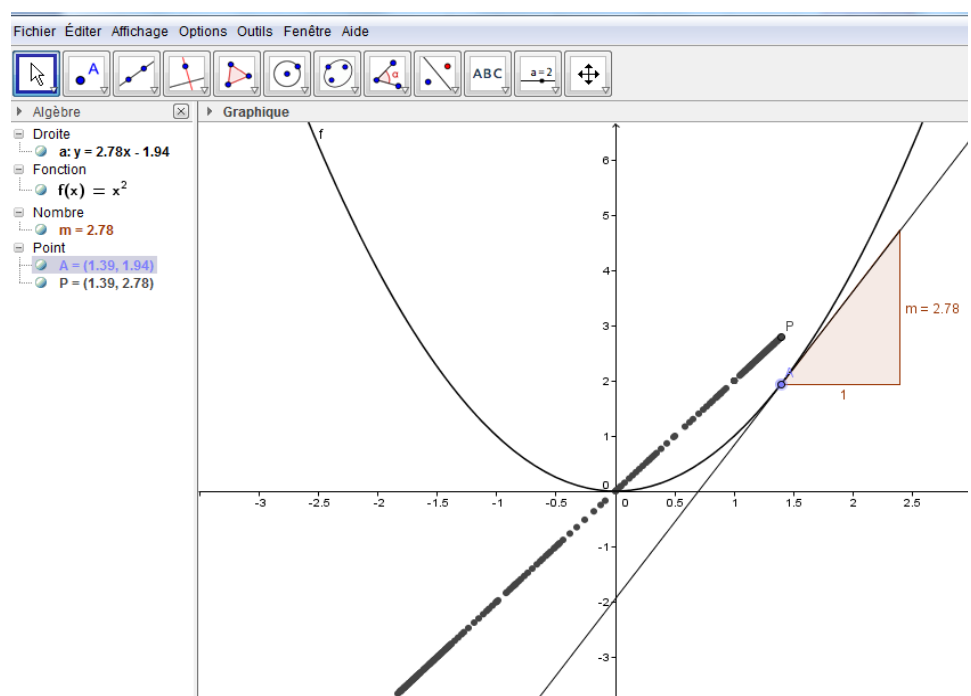 Fichier Éditer Affichage Options Outils Fenêtre Aide
A α ABC a=2
Algèbre
Droite
a: y = 2.78x - 1.94
Fonction
f(x) = x²
Nombre
m = 2.78
Point
A = (1.39, 1.94)
P = (1.39, 2.78)
Graphique
f
6
5
4
3
P
m = 2.78
2
A
1
1
0
-3 -2.5 -2 -1.5 -1 -0.5 0 0.5 1 1.5 2 2.5
-1
-2
-3